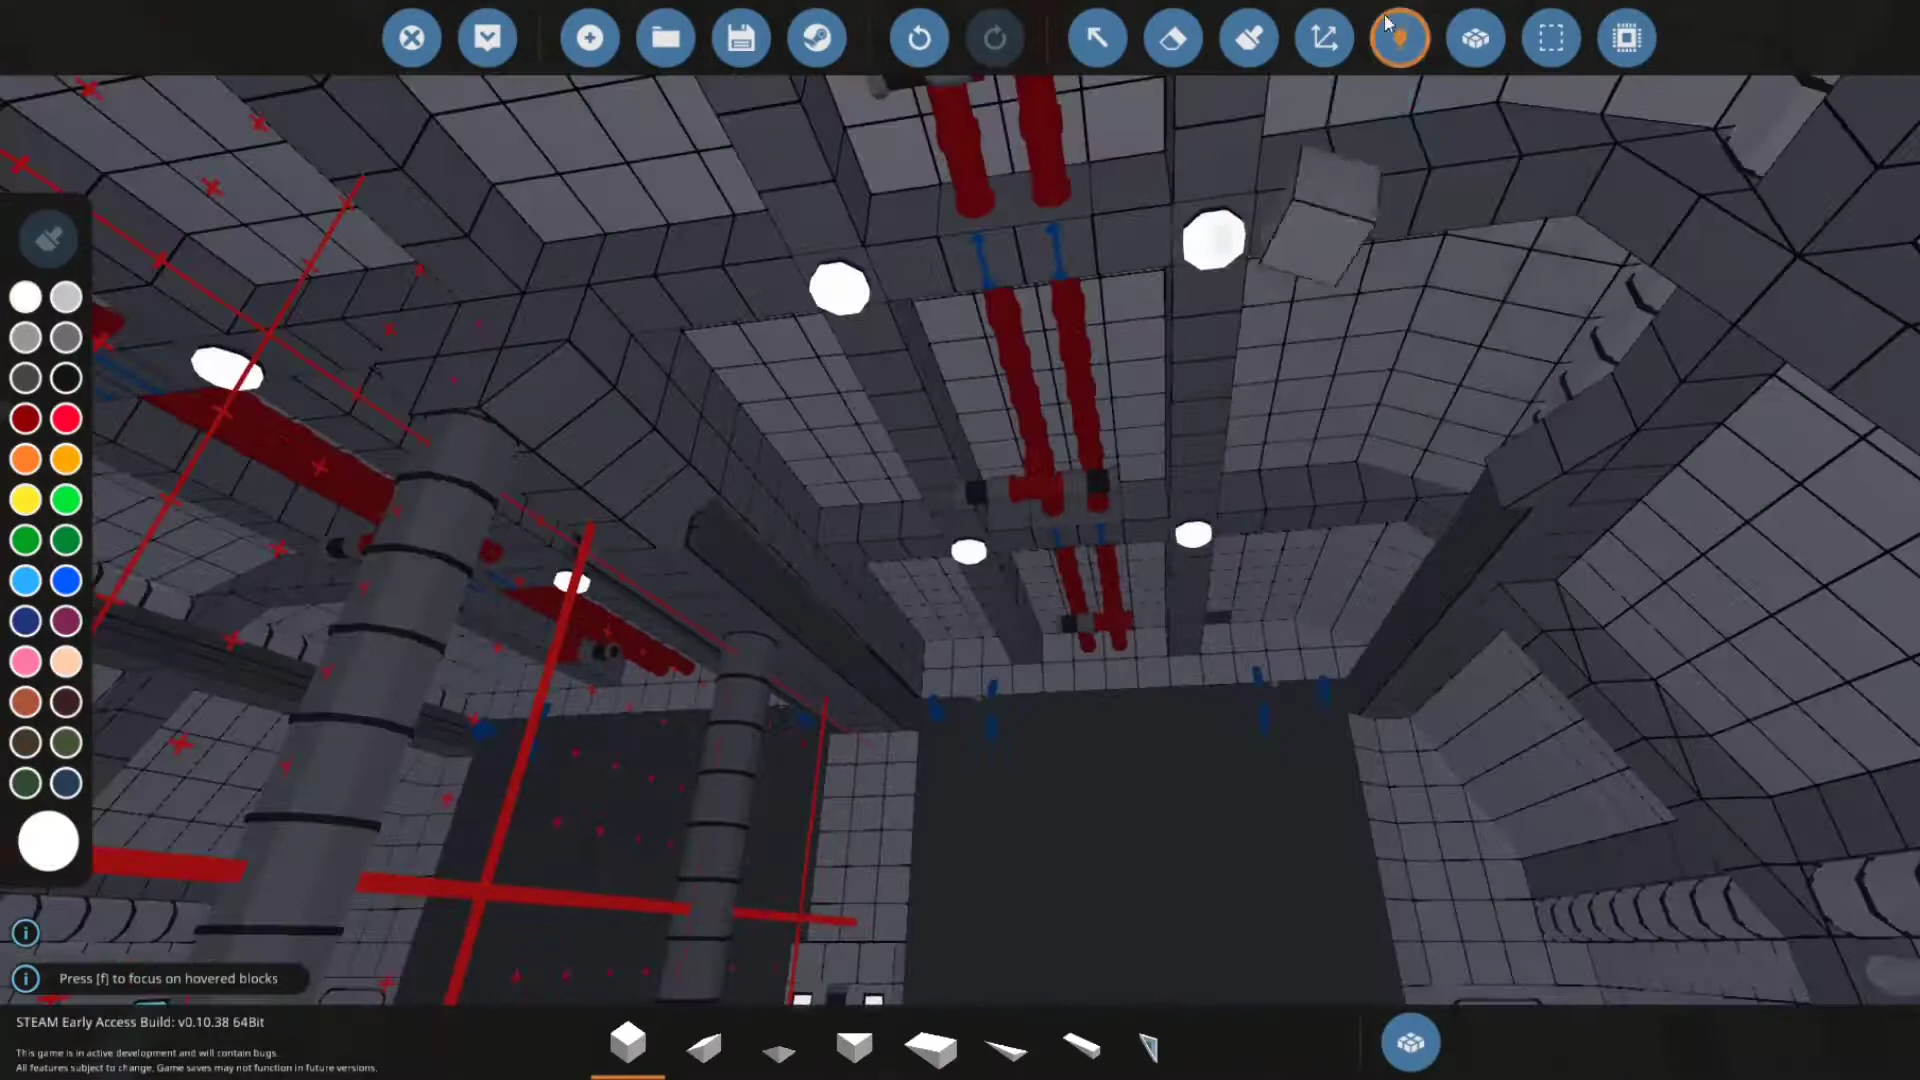 Press [f] to focus on hovered blocks
STEAM Early Access Build: v0.10.38 64Bit
This game is in active development and will contain bugs.
All features subject to change. Game saves may not function in future versions.